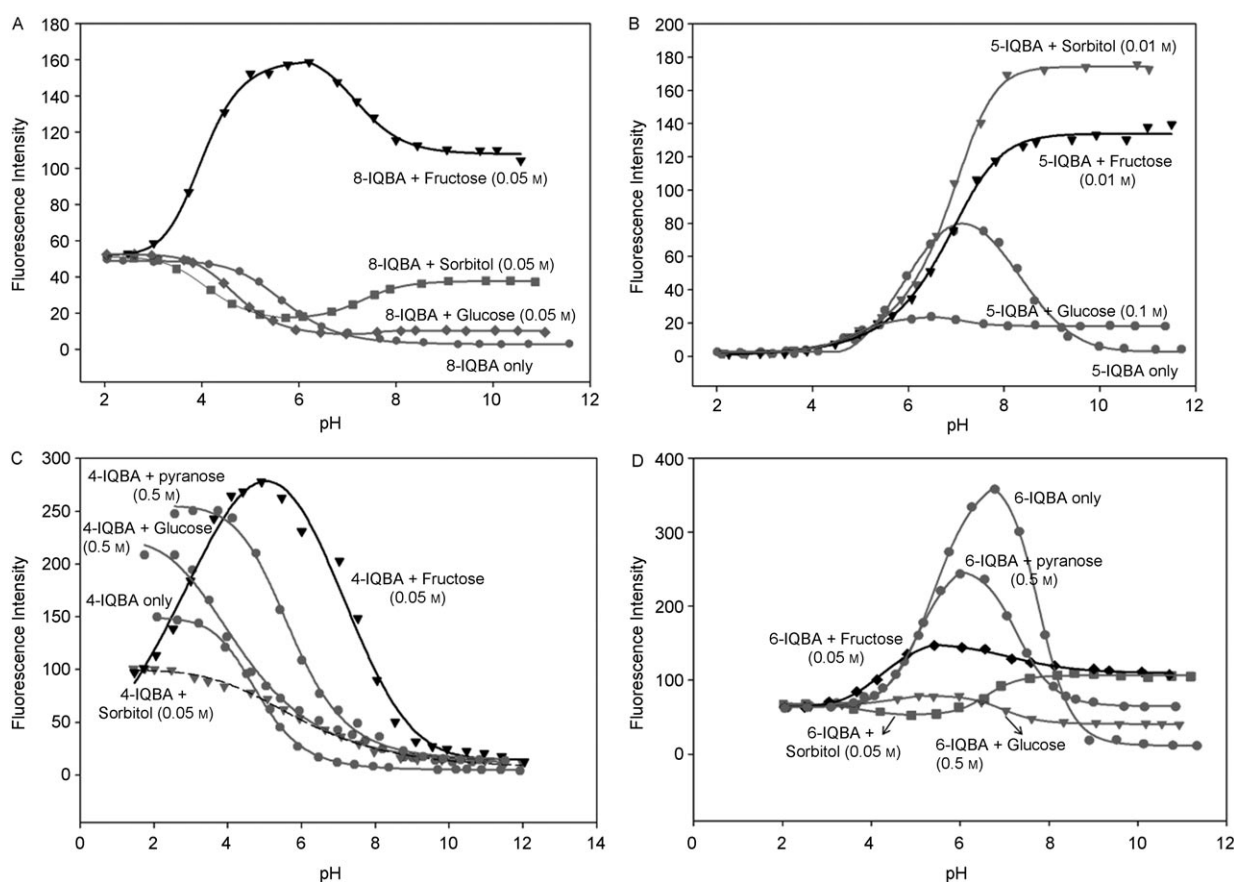 A
Fluorescence Intensity
180
160
140
120
100
80
60
40
20
0
8-IQBA + Fructose (0.05 M)
8-IQBA + Sorbitol (0.05 M)
8-IQBA + Glucose (0.05 M)
8-IQBA only
2 4 6 8 10 12
pH
B
Fluorescence Intensity
200
180
160
140
120
100
80
60
40
20
0
5-IQBA + Sorbitol (0.01 M)
5-IQBA + Fructose
(0.01 M)
5-IQBA + Glucose (0.1 M)
5-IQBA only
2 4 6 8 10 12
pH
C
Fluorescence Intensity
300
250
200
150
100
50
0
4-IQBA + pyranose
(0.5 M)
4-IQBA + Glucose
(0.5 M)
4-IQBA only
4-IQBA +
Sorbitol (0.05 M)
4-IQBA + Fructose
(0.05 M)
0 2 4 6 8 10 12 14
pH
D
Fluorescence Intensity
400
300
200
100
0
6-IQBA only
6-IQBA + pyranose
(0.5 M)
6-IQBA + Fructose
(0.05 M)
6-IQBA +
Sorbitol (0.05 M)
6-IQBA + Glucose
(0.5 M)
0 2 4 6 8 10 12
pH